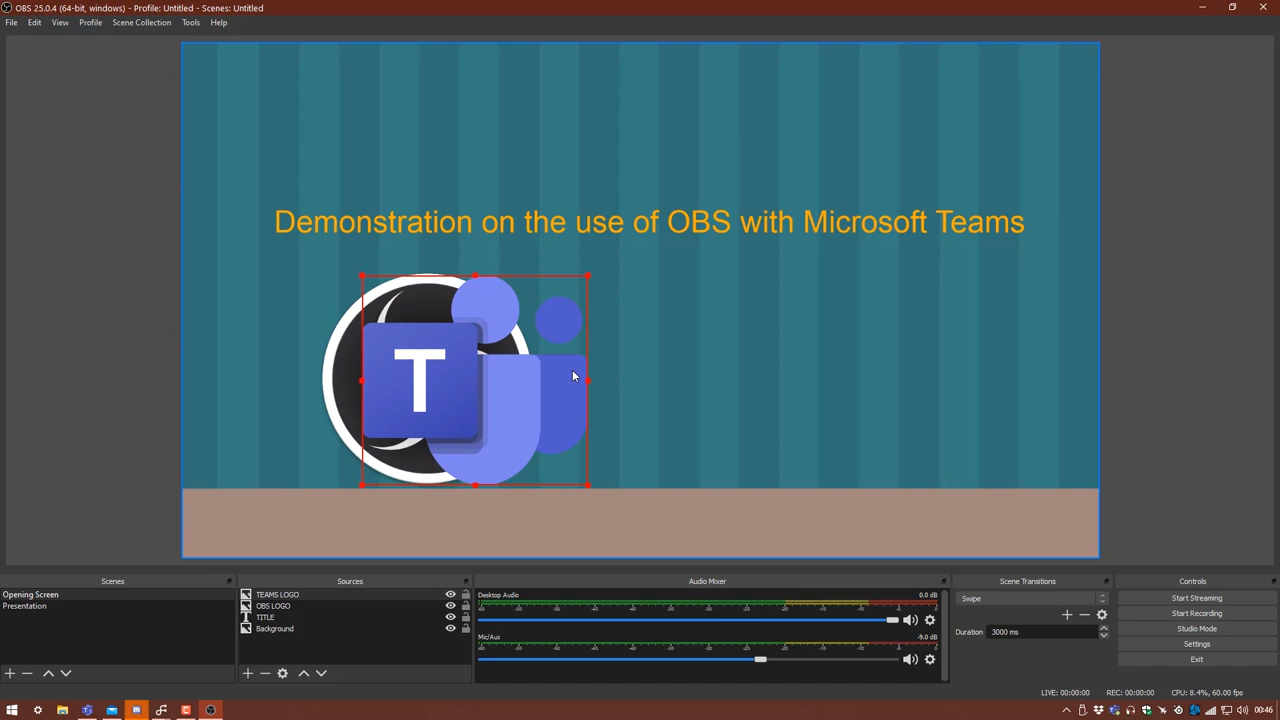 OBS 25.0.4 (64-bit, windows) - Profile: Untitled - Scenes: Untitled
File Edit View Profile Scene Collection Tools Help
Demonstration on the use of OBS with Microsoft Teams
T
Scenes
Opening Screen
Presentation
Sources
TEAMS LOGO
OBS LOGO
TITLE
Background
Audio Mixer
Desktop Audio 0.0 dB
Mic/Aux -9.0 dB
Scene Transitions
Swipe
Duration 3000 ms
Controls
Start Streaming
Start Recording
Studio Mode
Settings
Exit
LIVE: 00:00:00 REC: 00:00:00 CPU: 8.4%, 60.00 fps
00:46